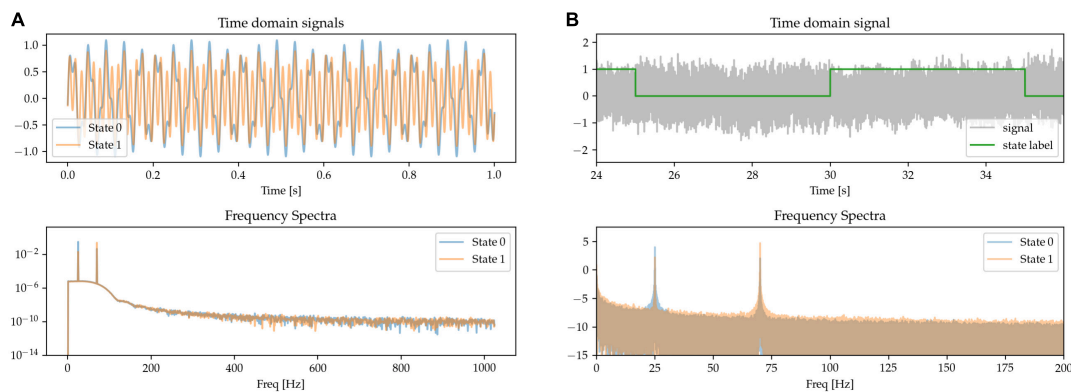 A
Time domain signals
1.0
0.5
0.0
−0.5
−1.0
State 0
State 1
0.0 0.2 0.4 0.6 0.8 1.0
Time [s]
Frequency Spectra
10⁻²
10⁻⁶
10⁻¹⁰
10⁻¹⁴
State 0
State 1
0 200 400 600 800 1000
Freq [Hz]
B
Time domain signal
2
1
0
−1
−2
signal
state label
24 26 28 30 32 34
Time [s]
Frequency Spectra
5
0
−5
−10
−15
State 0
State 1
0 25 50 75 100 125 150 175 200
Freq [Hz]